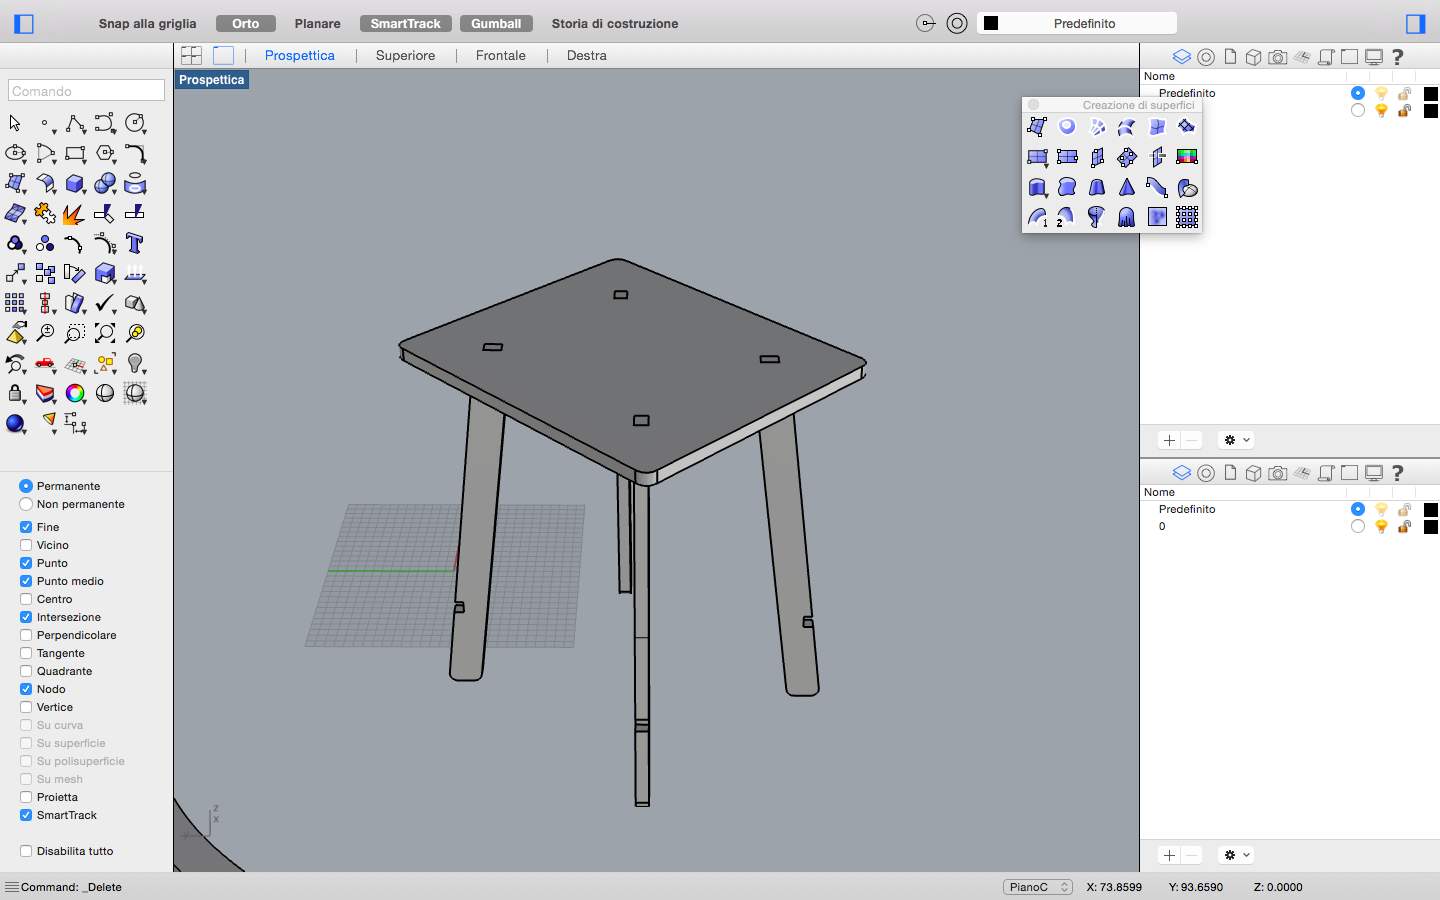 Snap alla griglia Orto Planare SmartTrack Gumball Storia di costruzione Predefinito
Prospettica Superiore Frontale Destra
Prospettica
Comando
Permanente
Non permanente
Fine
Vicino
Punto
Punto medio
Centro
Intersezione
Perpendicolare
Tangente
Quadrante
Nodo
Vertice
Su curva
Su superficie
Su polisuperficie
Su mesh
Proietta
SmartTrack
Disabilita tutto
z
x
Creazione di superfici
1 2
Nome
Predefinito
Nome
Predefinito
0
Command: _Delete PianoC X: 73.8599 Y: 93.6590 Z: 0.0000